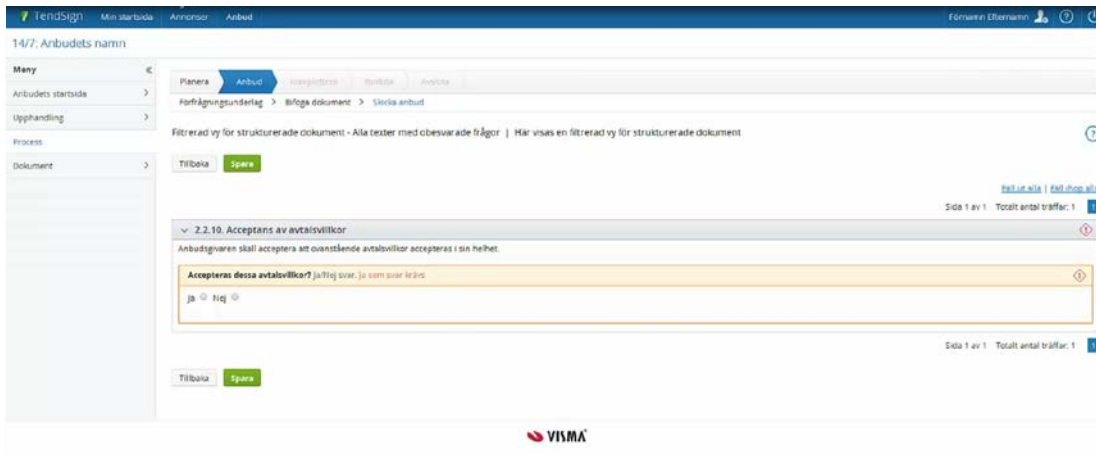 TendSign Min startsida Annonser Anbud Förnamn Efternamn
14/7: Anbudets namn
Meny
Anbudets startsida
Upphandling
Process
Dokument
Planera Anbud Avsluta
Förfrågningsunderlag > Bifoga dokument > Skicka anbud
Filtrerad vy för strukturerade dokument - Alla texter med obesvarade frågor | Här visas en filtrerad vy för strukturerade dokument
Tillbaka Spara
Fäll ut alla | Fäll ihop alla
Sida 1 av 1 Totalt antal träffar: 1 1
2.2.10. Acceptans av avtalsvillkor
Anbudsgivaren skall acceptera att ovanstående avtalsvillkor accepteras i sin helhet.
Accepteras dessa avtalsvillkor? Ja/Nej svar. Ja som svar krävs
Ja Nej
Sida 1 av 1 Totalt antal träffar: 1 1
Tillbaka Spara
VISMA